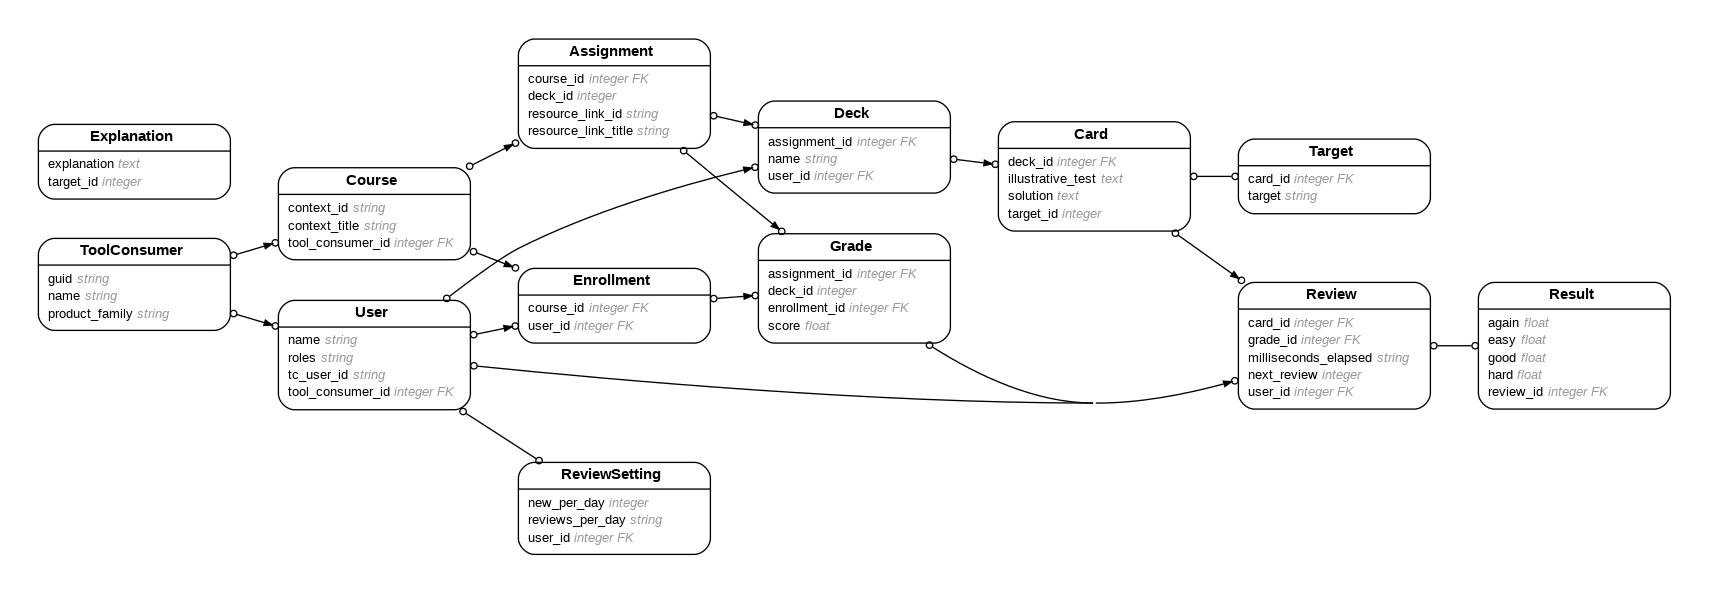 Explanation
explanation text
target_id integer
ToolConsumer
guid string
name string
product_family string
Course
context_id string
context_title string
tool_consumer_id integer FK
User
name string
roles string
tc_user_id string
tool_consumer_id integer FK
Assignment
course_id integer FK
deck_id integer
resource_link_id string
resource_link_title string
Enrollment
course_id integer FK
user_id integer FK
ReviewSetting
new_per_day integer
reviews_per_day string
user_id integer FK
Deck
assignment_id integer FK
name string
user_id integer FK
Grade
assignment_id integer FK
deck_id integer
enrollment_id integer FK
score float
Card
deck_id integer FK
illustrative_test text
solution text
target_id integer
Target
card_id integer FK
target string
Review
card_id integer FK
grade_id integer FK
milliseconds_elapsed string
next_review integer
user_id integer FK
Result
again float
easy float
good float
hard float
review_id integer FK